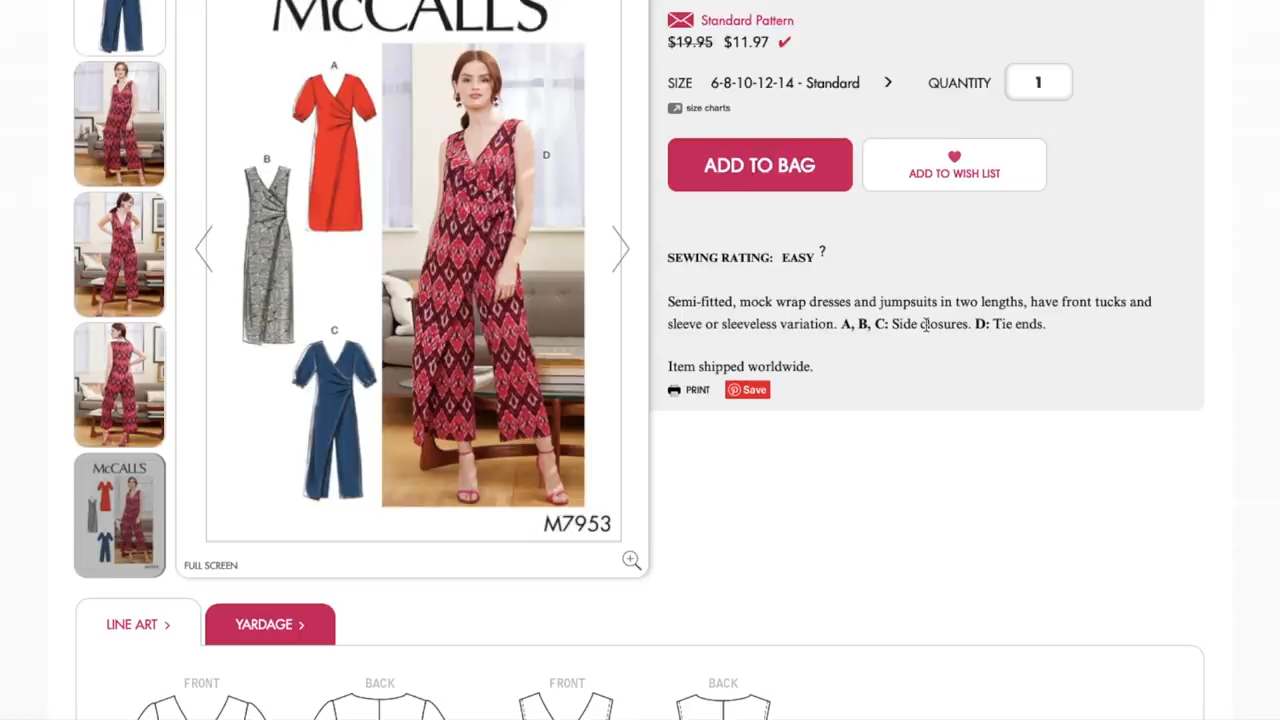 McCALL'S
A
B
C
D
M7953
FULL SCREEN
McCALL'S
Standard Pattern
$19.95 $11.97 ✔
SIZE 6-8-10-12-14 - Standard > QUANTITY 1
size charts
ADD TO BAG
ADD TO WISH LIST
SEWING RATING: EASY ?
Semi-fitted, mock wrap dresses and jumpsuits in two lengths, have front tucks and
sleeve or sleeveless variation. A, B, C: Side closures. D: Tie ends.
Item shipped worldwide.
PRINT Save
LINE ART > YARDAGE >
FRONT BACK FRONT BACK